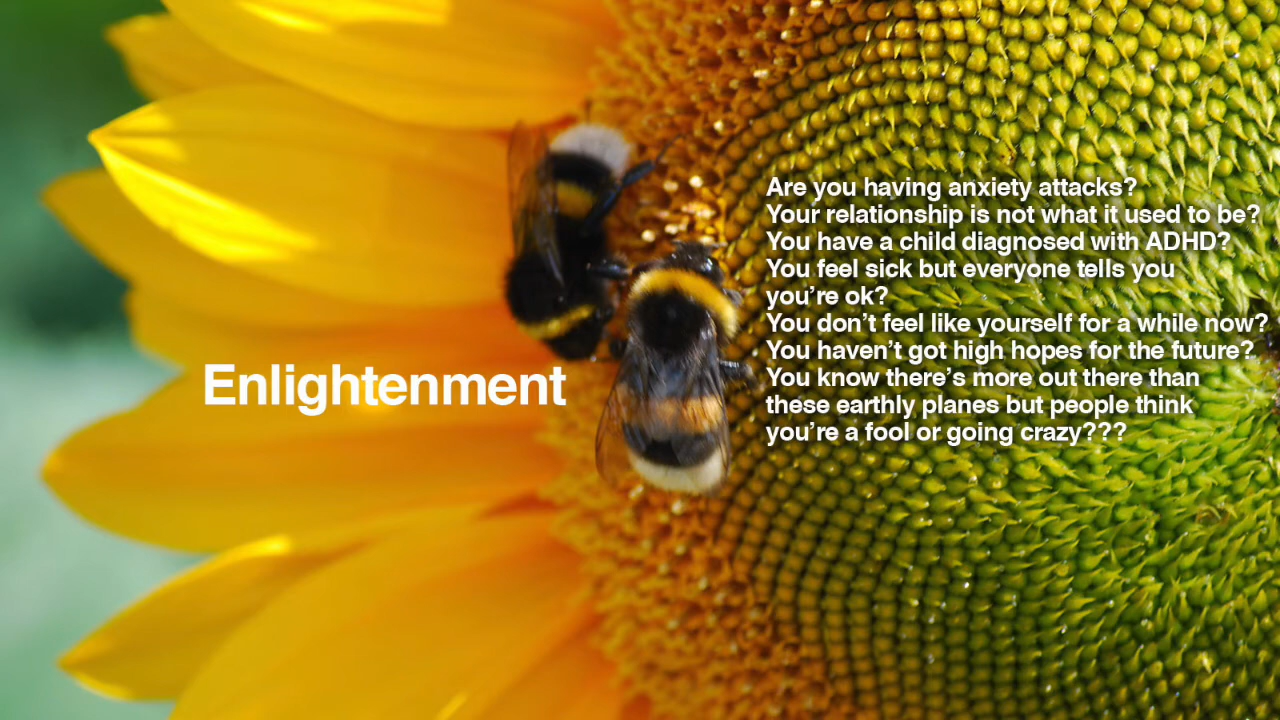 Enlightenment
Are you having anxiety attacks?
Your relationship is not what it used to be?
You have a child diagnosed with ADHD?
You feel sick but everyone tells you
you're ok?
You don't feel like yourself for a while now?
You haven't got high hopes for the future?
You know there's more out there than
these earthly planes but people think
you're a fool or going crazy???